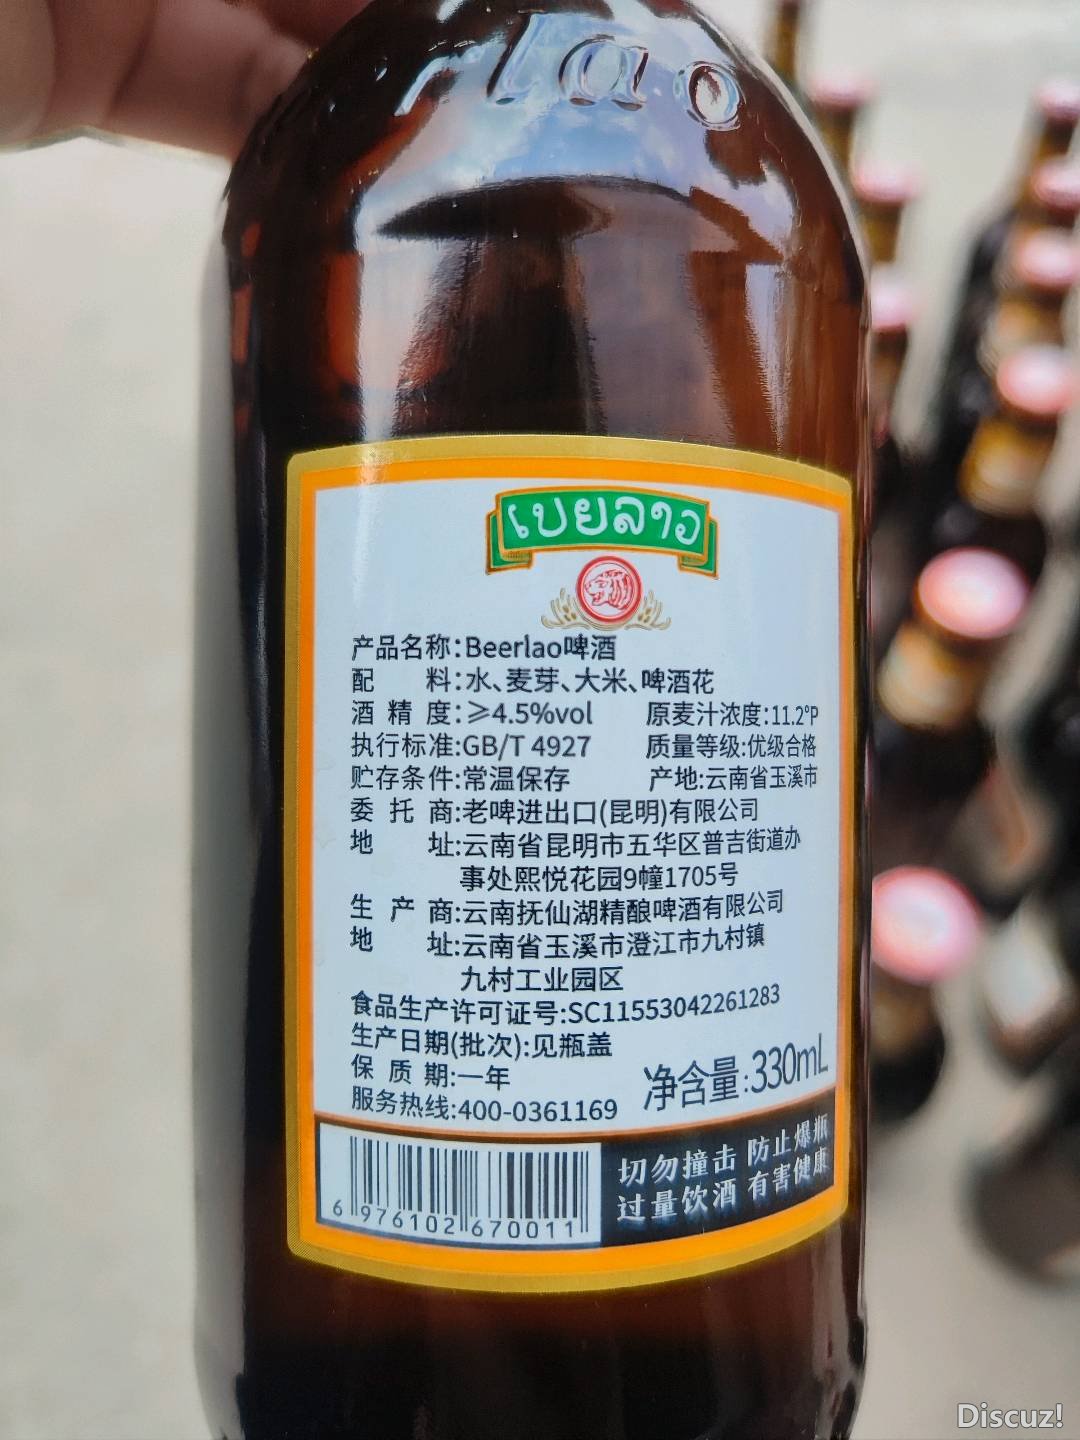 rlao
ເບຍລາວ
产品名称:Beerlao啤酒
配 料:水、麦芽、大米、啤酒花
酒精度:≥4.5%vol 原麦汁浓度:11.2°P
执行标准:GB/T 4927 质量等级:优级合格
贮存条件:常温保存 产地:云南省玉溪市
委托商:老啤进出口(昆明)有限公司
地 址:云南省昆明市五华区普吉街道办
事处熙悦花园9幢1705号
生产商:云南抚仙湖精酿啤酒有限公司
地 址:云南省玉溪市澄江市九村镇
九村工业园区
食品生产许可证号:SC11553042261283
生产日期(批次):见瓶盖
保质期:一年
净含量:330mL
服务热线:400-0361169
切勿撞击 防止爆瓶
过量饮酒 有害健康
6 976102 670011
Discuz!